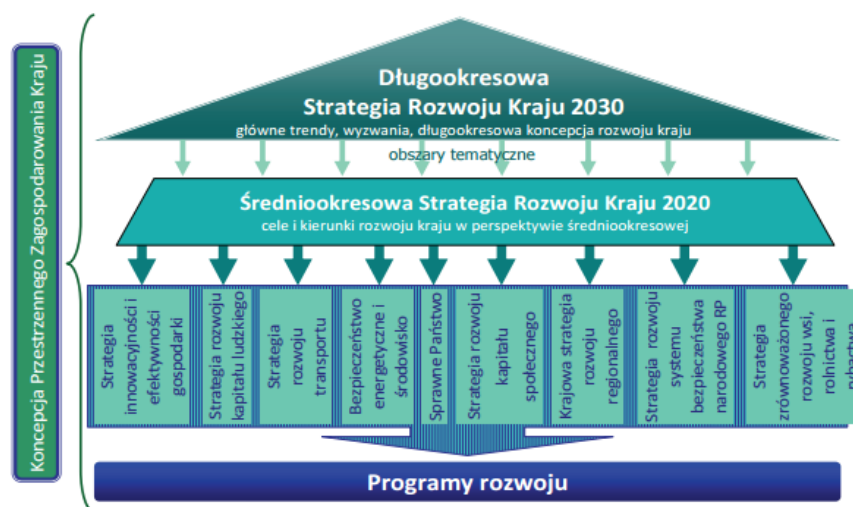 Koncepcja Przestrzennego Zagospodarowania Kraju
Długookresowa
Strategia Rozwoju Kraju 2030
główne trendy, wyzwania, długookresowa koncepcja rozwoju kraju
obszary tematyczne
Średniookresowa Strategia Rozwoju Kraju 2020
cele i kierunki rozwoju kraju w perspektywie średniookresowej
Strategia
innowacyjności i
efektywności
gospodarki
Strategia rozwoju
kapitału ludzkiego
Strategia
rozwoju
transportu
Bezpieczeństwo
energetyczne i
środowisko
Sprawne Państwo
Strategia rozwoju
kapitału
społecznego
Krajowa strategia
rozwoju
regionalnego
Strategia rozwoju
systemu
bezpieczeństwa
narodowego RP
Strategia
zrównoważonego
rozwoju wsi,
rolnictwa i
Programy rozwoju